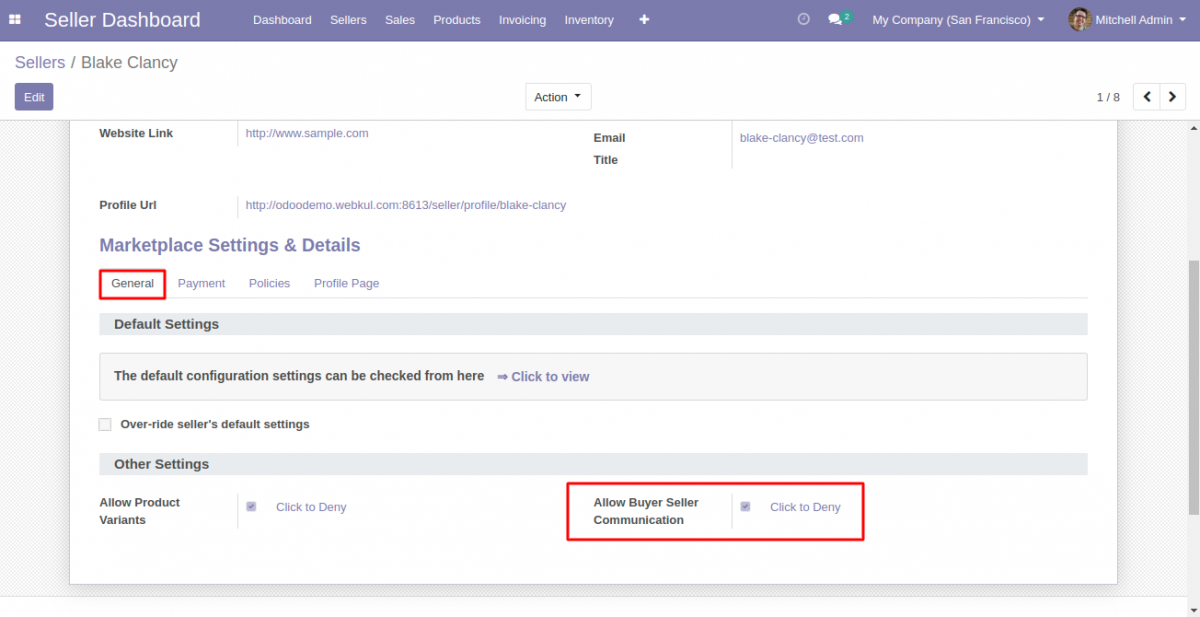 Seller Dashboard Dashboard Sellers Sales Products Invoicing Inventory 2 My Company (San Francisco) Mitchell Admin
Sellers / Blake Clancy
Edit Action 1 / 8
Website Link http://www.sample.com
Email blake-clancy@test.com
Title
Profile Url http://odoodemo.webkul.com:8613/seller/profile/blake-clancy
Marketplace Settings & Details
General Payment Policies Profile Page
Default Settings
The default configuration settings can be checked from here ⇒ Click to view
Over-ride seller's default settings
Other Settings
Allow Product Variants Click to Deny
Allow Buyer Seller Communication Click to Deny